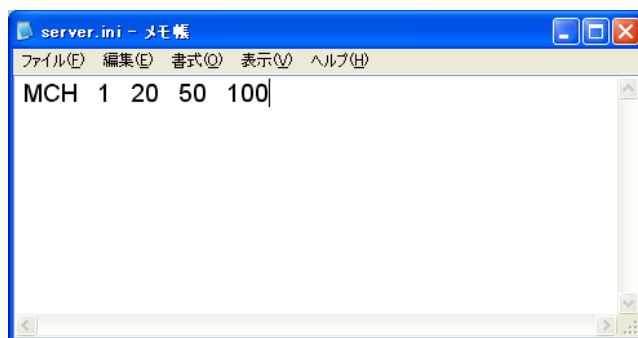 server.ini - メモ帳
ファイル(F) 編集(E) 書式(O) 表示(V) ヘルプ(H)
MCH 1 20 50 100